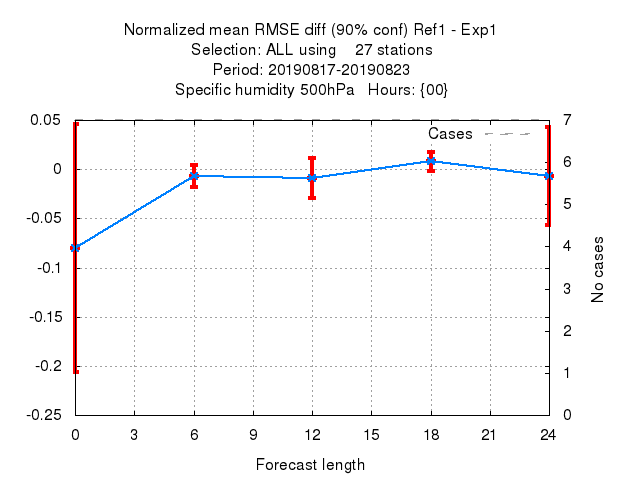 Normalized mean RMSE diff (90% conf) Ref1 - Exp1
Selection: ALL using    27 stations
Period: 20190817-20190823
Specific humidity 500hPa   Hours: {00}
Cases
0.05
0
-0.05
-0.1
-0.15
-0.2
-0.25
7
6
5
4
3
2
1
0
No cases
0 3 6 9 12 15 18 21 24
Forecast length